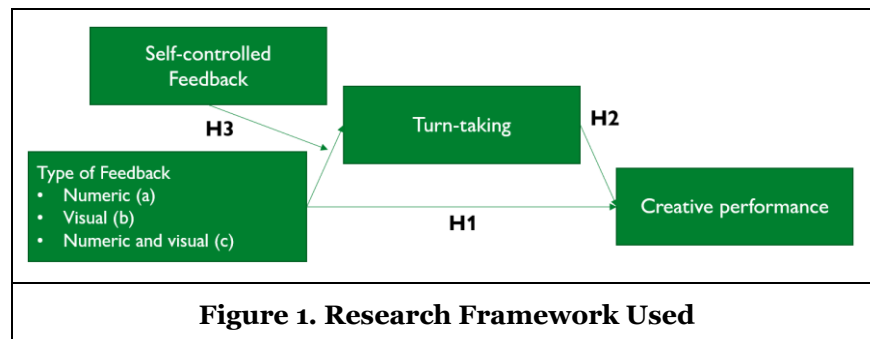 Self-controlled
Feedback
H3
Turn-taking
H2
Type of Feedback
• Numeric (a)
• Visual (b)
• Numeric and visual (c)
H1
Creative performance
Figure 1. Research Framework Used